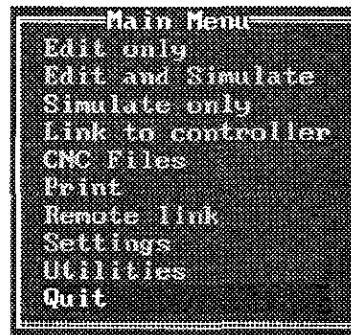 Main Menu
Edit only
Edit and Simulate
Simulate only
Link to controller
CNC Files
Print
Remote link
Settings
Utilities
Quit